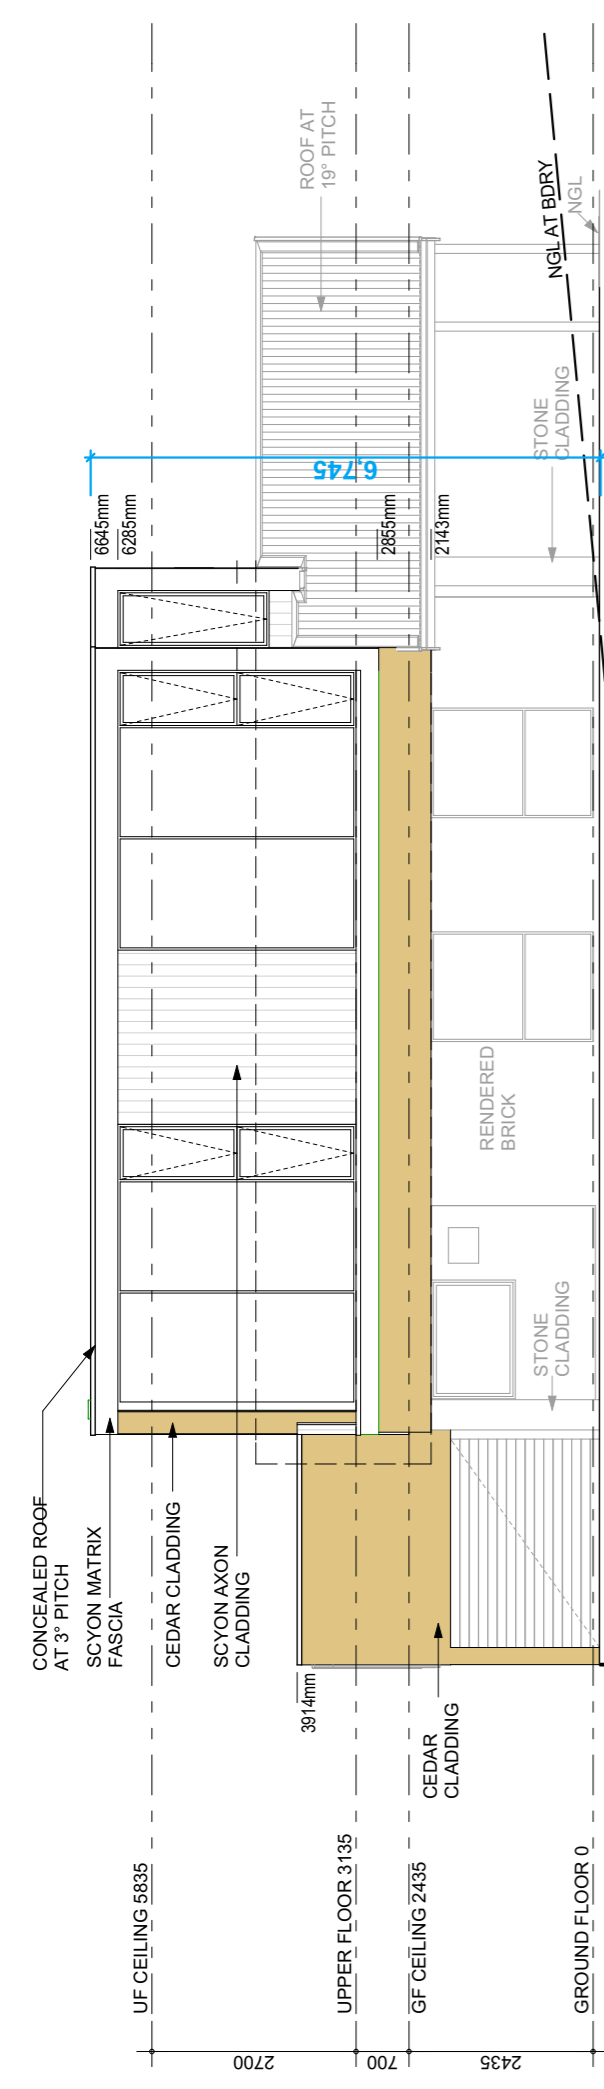 CONCEALED ROOF
AT 3° PITCH
SCYON MATRIX
FASCIA
CEDAR CLADDING
SCYON AXON
CLADDING
3914mm
CEDAR
CLADDING
UF CEILING 5835
UPPER FLOOR 3135
GF CEILING 2435
GROUND FLOOR 0
2700
700
2435
STONE
CLADDING
RENDERED
BRICK
6645mm
6285mm
2855mm
2143mm
6,745
STONE
CLADDING
ROOF AT
19° PITCH
NGL AT BDRY
NGL